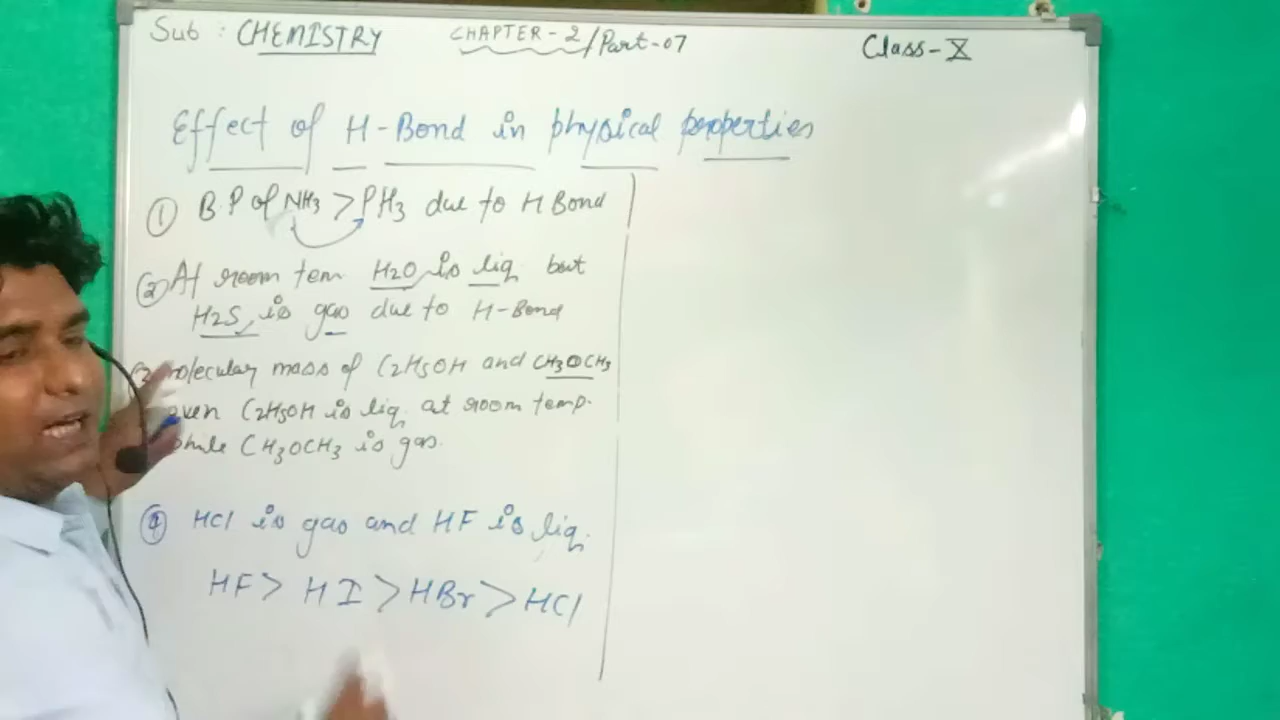 Sub : CHEMISTRY CHAPTER-2/Part-07 Class-X
Effect of H-Bond in physical properties
① B.P of NH3 > PH3 due to H Bond
② At room tem H2O is liq. but
H2S is gas due to H-Bond
molecular mass of C2H5OH and CH3OCH3
even C2H5OH is liq. at room temp.
while CH3OCH3 is gas.
④ HCl is gas and HF is liq.
HF > HI > HBr > HCl